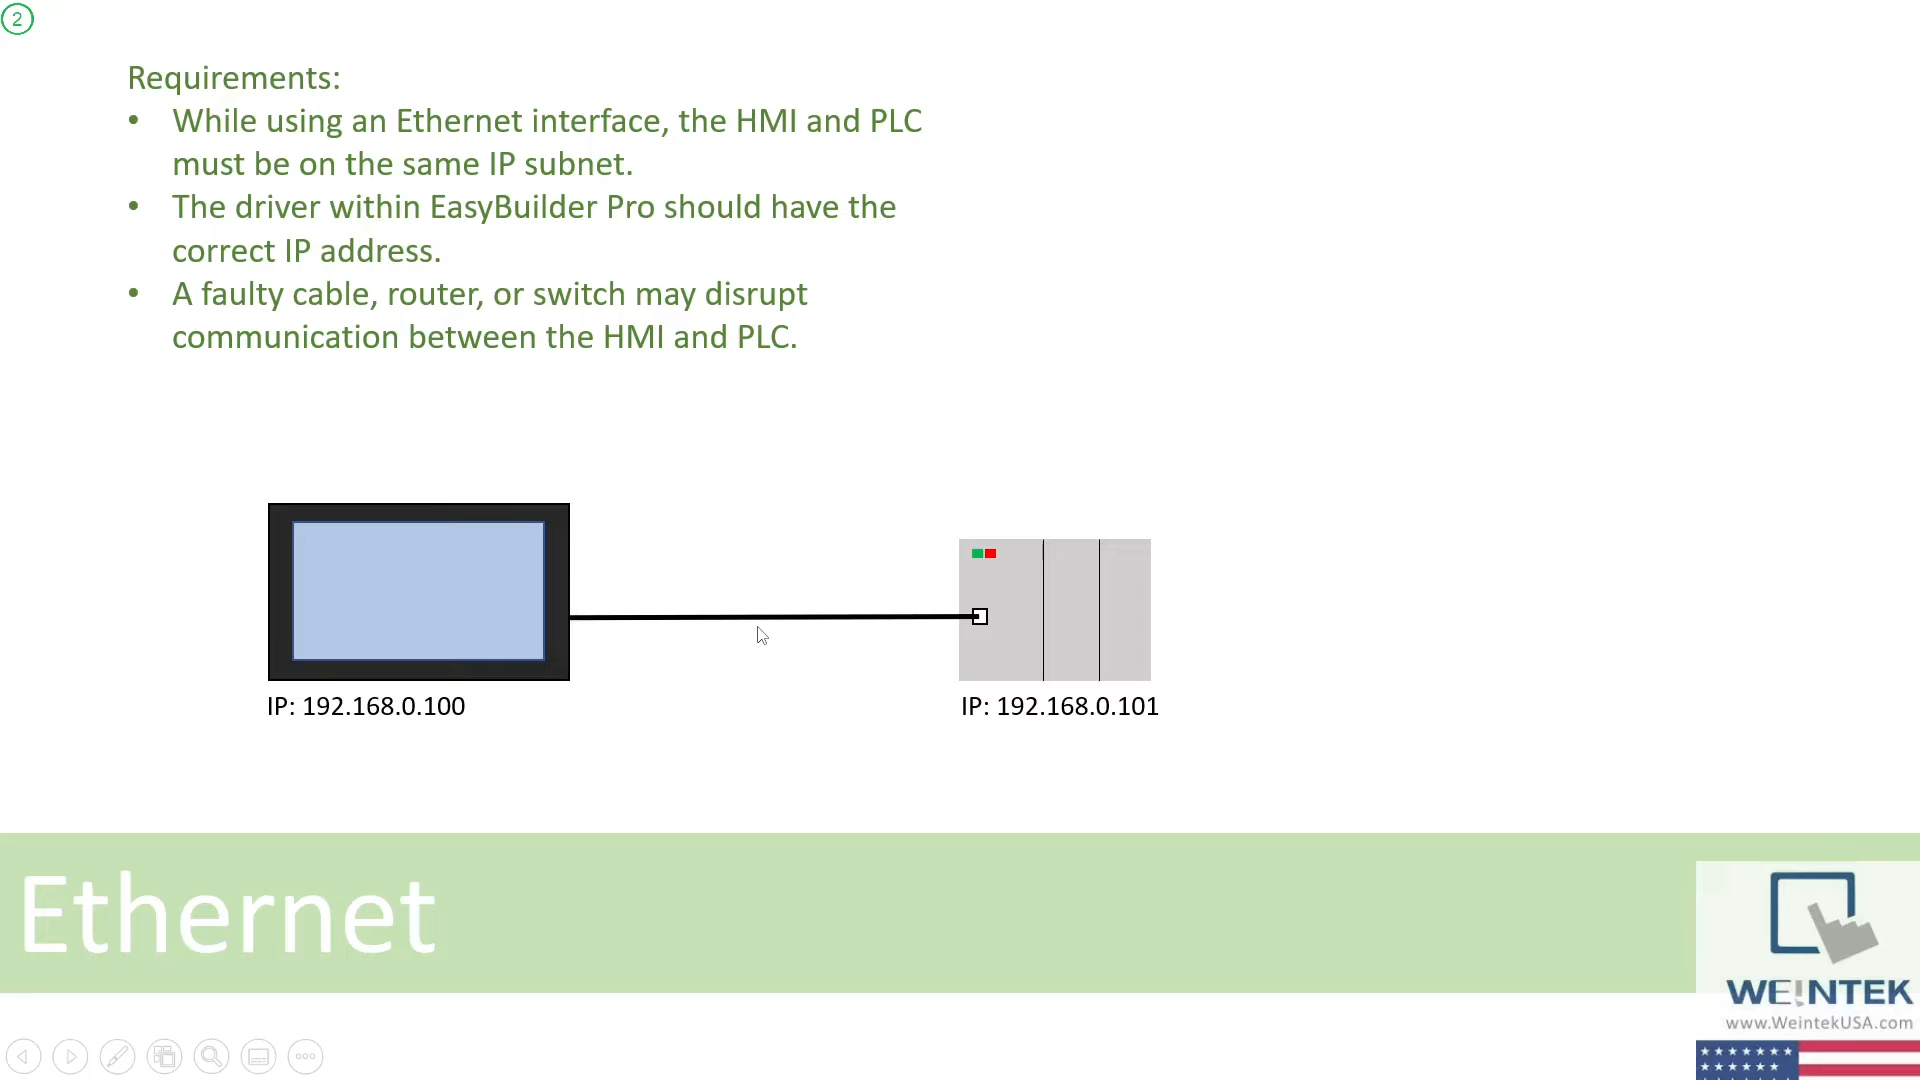 2
Requirements:
• While using an Ethernet interface, the HMI and PLC
must be on the same IP subnet.
• The driver within EasyBuilder Pro should have the
correct IP address.
• A faulty cable, router, or switch may disrupt
communication between the HMI and PLC.
IP: 192.168.0.100
IP: 192.168.0.101
Ethernet
WEINTEK
www.WeintekUSA.com